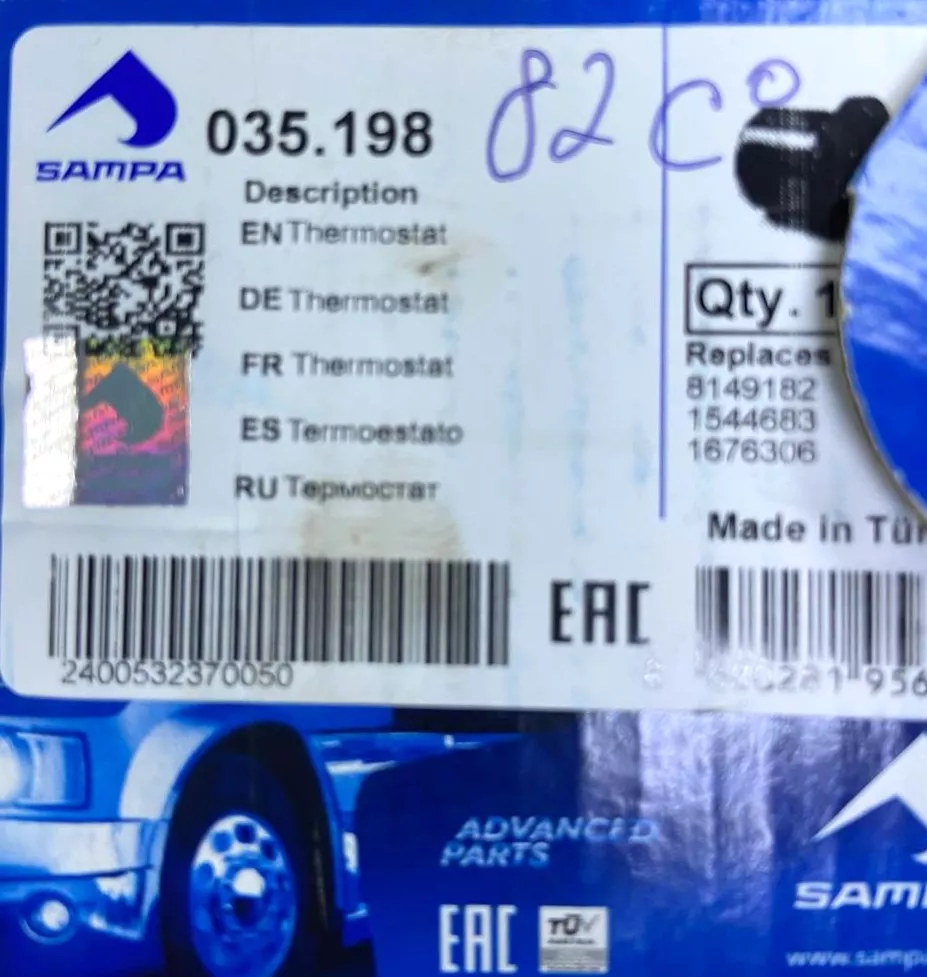 SAMPA
035.198
82 C°
Description
EN Thermostat
DE Thermostat
FR Thermostat
ES Termoestato
RU Термостат
Qty. 1
Replaces
8149182
1544683
1676306
Made in
EAC
2400532370050
ADVANCED
PARTS
EAC
TÜV